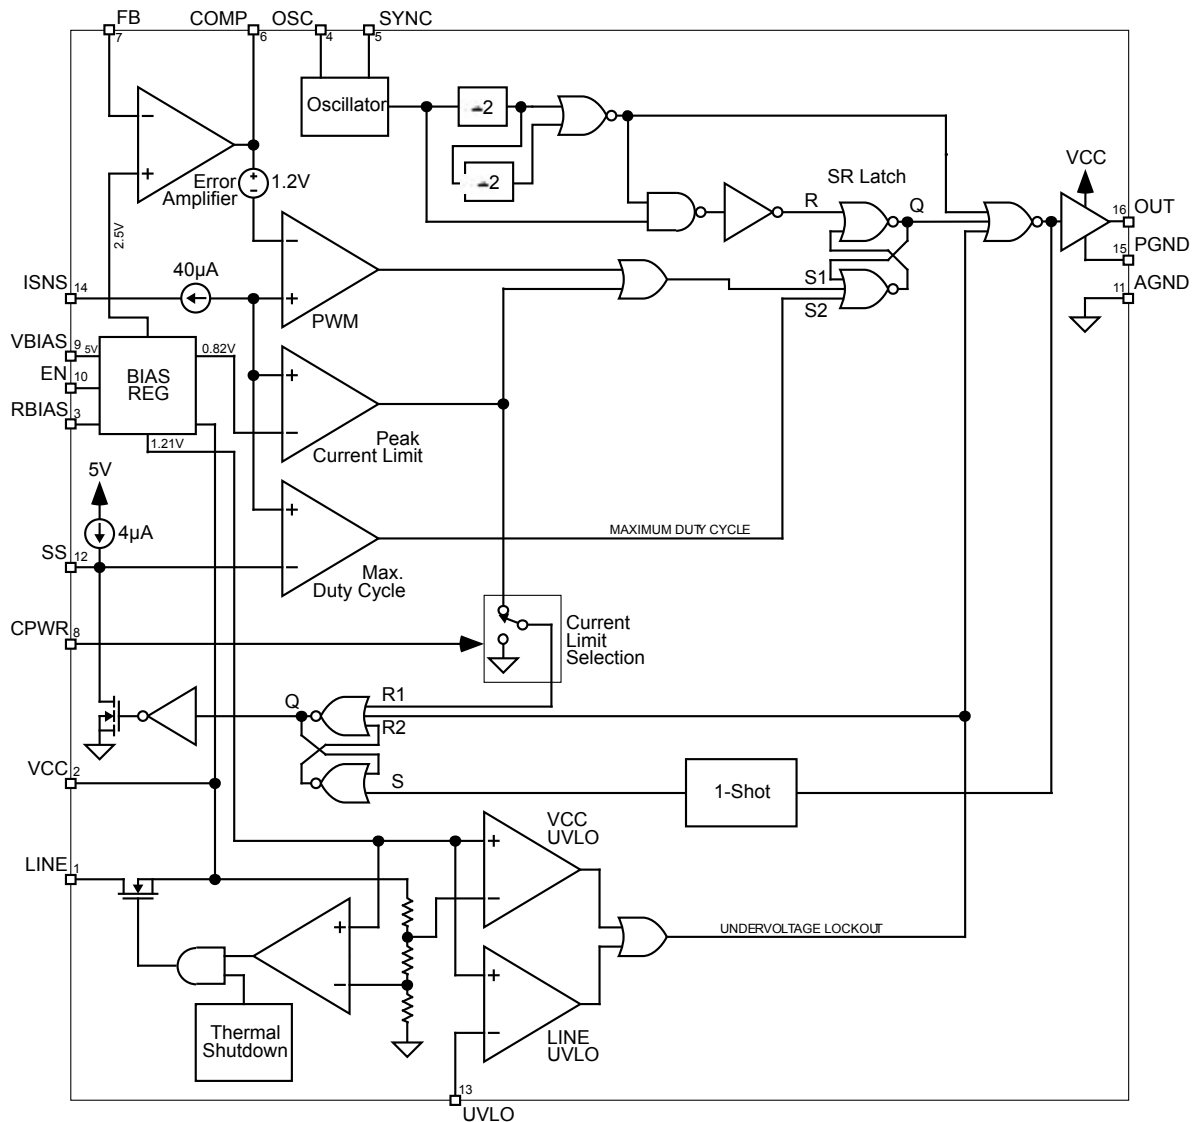 FB
COMP
OSC
SYNC
7
6
4
5
Oscillator
2
2
1.2V
Error
Amplifier
2.5V
SR Latch
VCC
R
Q
16
OUT
15
PGND
11
AGND
ISNS
14
40µA
PWM
S1
S2
VBIAS
9
5V
EN
10
RBIAS
3
BIAS
REG
0.82V
1.21V
Peak
Current Limit
5V
4µA
SS
12
MAXIMUM DUTY CYCLE
Max.
Duty Cycle
CPWR
8
Current
Limit
Selection
Q
R1
R2
S
1-Shot
VCC
2
LINE
1
VCC
UVLO
UNDERVOLTAGE LOCKOUT
Thermal
Shutdown
LINE
UVLO
13
UVLO